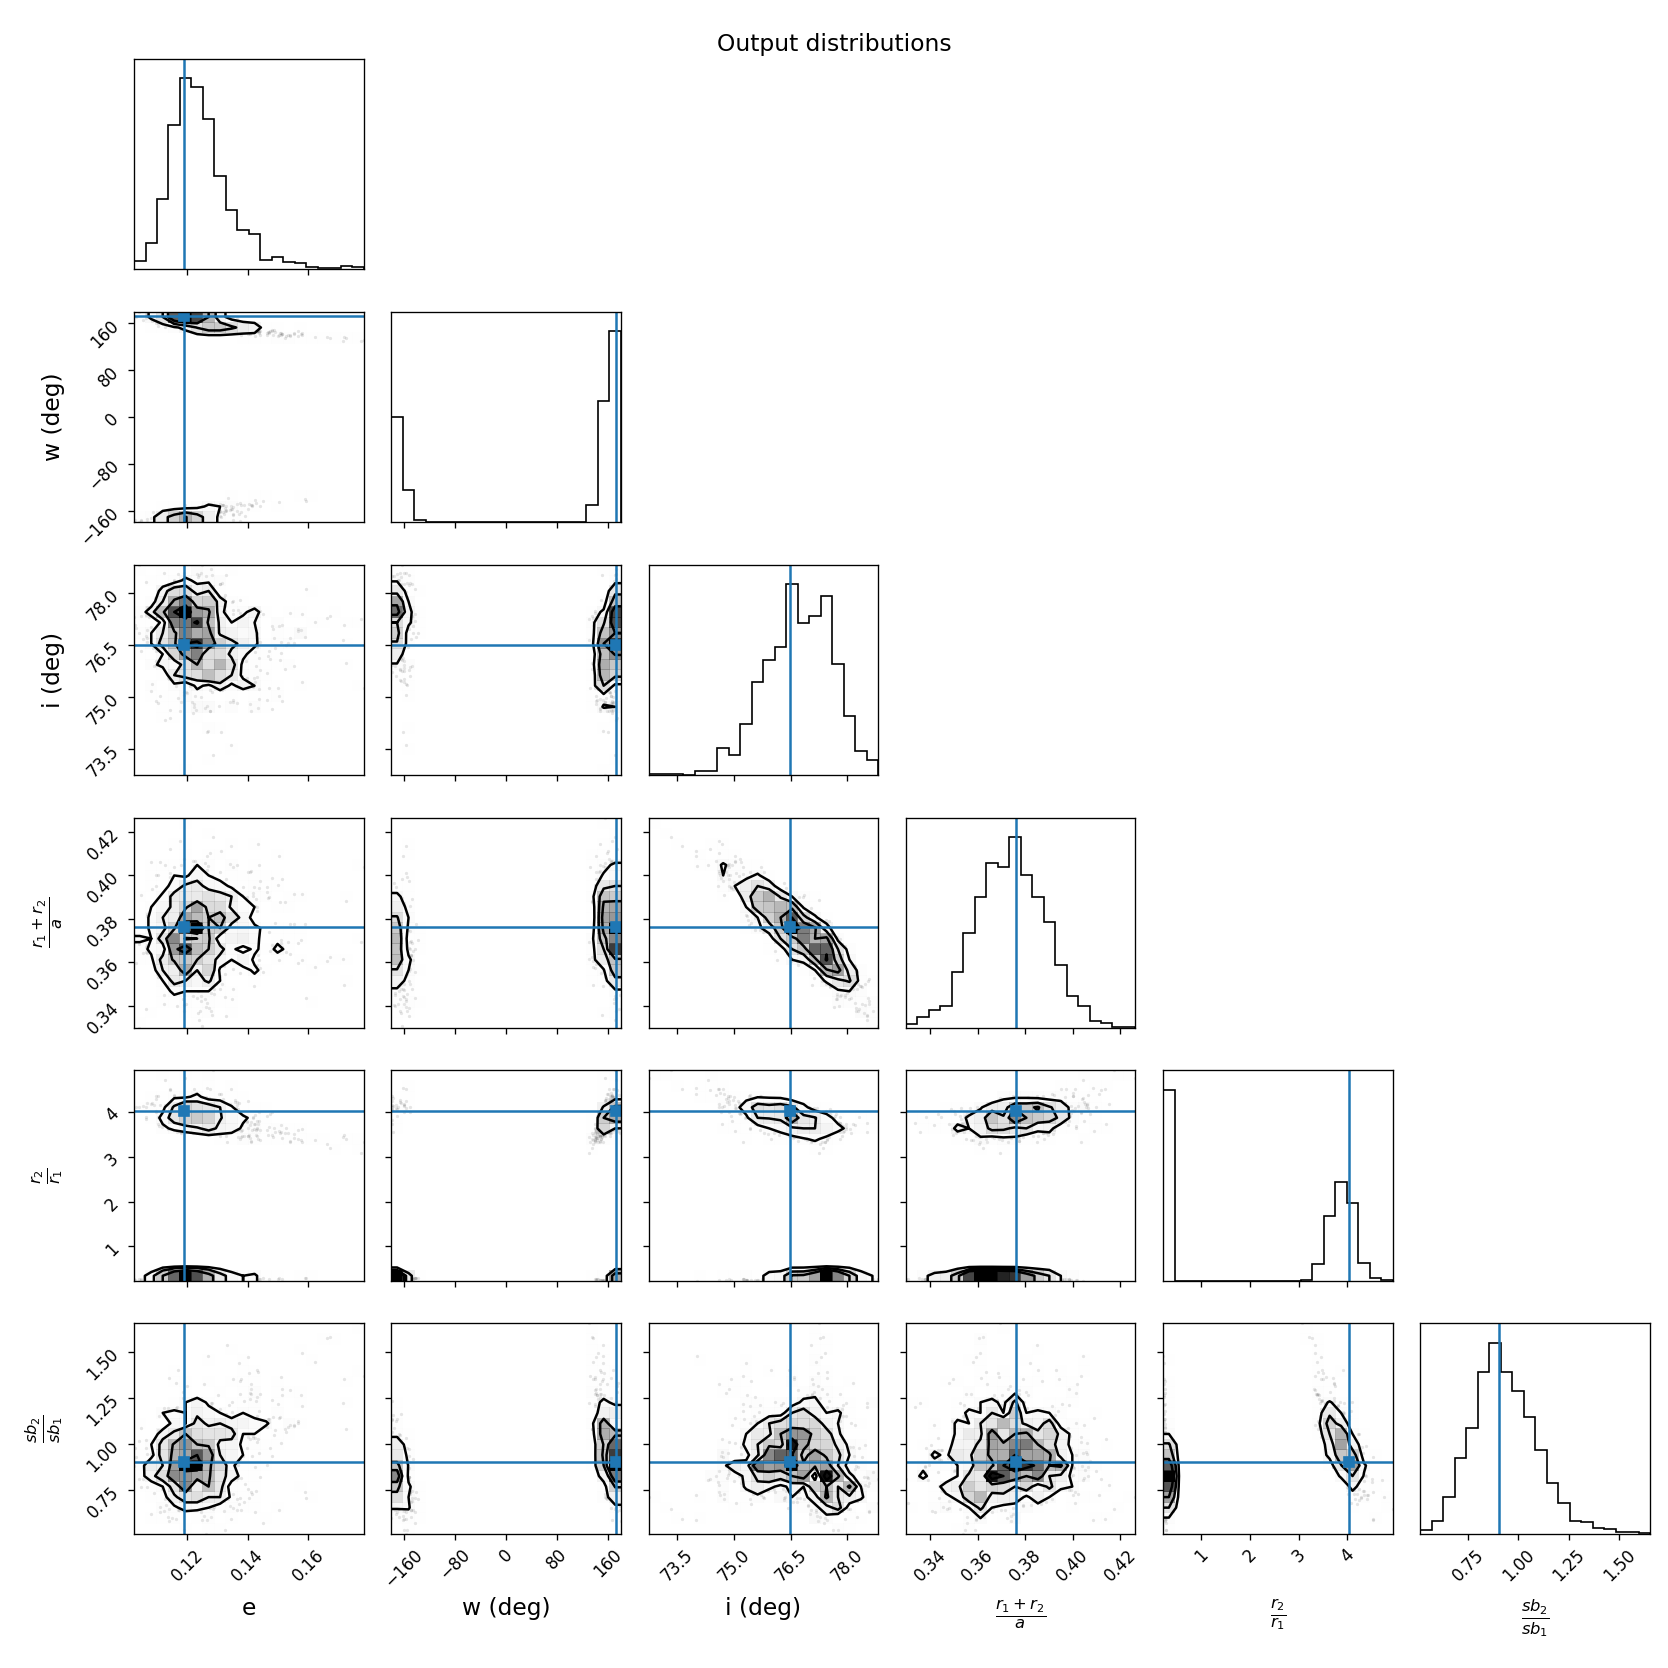 Output distributions
160
80
0
−80
−160
w (deg)
78.0
76.5
75.0
73.5
i (deg)
0.42
0.40
0.38
0.36
0.34
r₁ + r₂
a
4
3
2
1
r₂
r₁
1.50
1.25
1.00
0.75
sb₂
sb₁
0.12 0.14 0.16 −160 −80 0 80 160 73.5 75.0 76.5 78.0 0.34 0.36 0.38 0.40 0.42 1 2 3 4 0.75 1.00 1.25 1.50
e w (deg) i (deg)
r₁ + r₂ r₂ sb₂
a r₁ sb₁